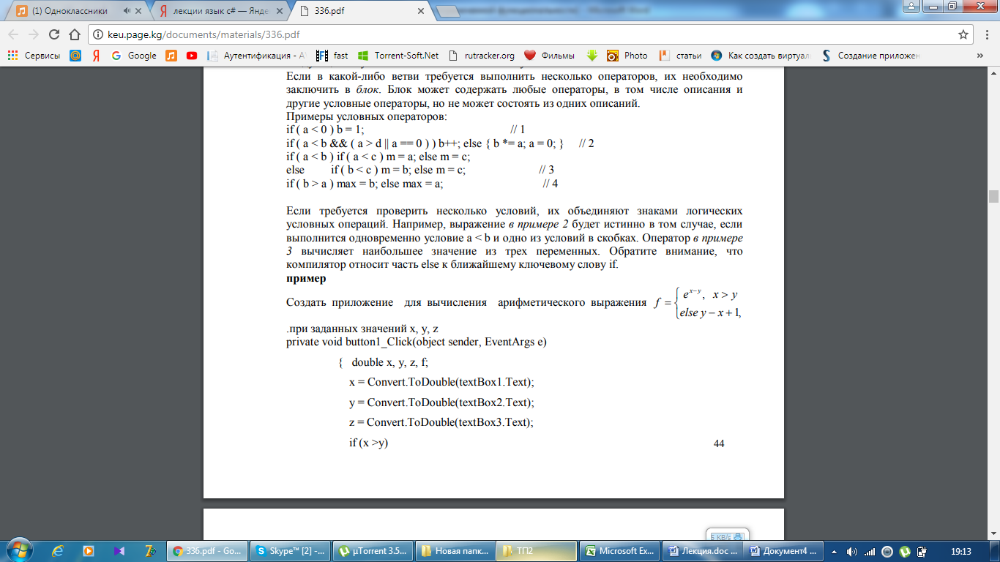 (1) Одноклассники
лекции язык c# — Янде
336.pdf
Microsoft Word
keu.page.kg/documents/materials/336.pdf
Сервисы
Google
Аутентификация - A
fast
Torrent-Soft.Net
rutracker.org
Фильмы
Photo
статьи
Как создать виртуал
Создание приложен
»
Если в какой-либо ветви требуется выполнить несколько операторов, их необходимо
заключить в блок. Блок может содержать любые операторы, в том числе описания и
другие условные операторы, но не может состоять из одних описаний.
Примеры условных операторов:
if ( a < 0 ) b = 1; // 1
if ( a < b && ( a > d || a == 0 ) ) b++; else { b *= a; a = 0; } // 2
if ( a < b ) if ( a < c ) m = a; else m = c;
else if ( b < c ) m = b; else m = c; // 3
if ( b > a ) max = b; else max = a; // 4
Если требуется проверить несколько условий, их объединяют знаками логических
условных операций. Например, выражение в примере 2 будет истинно в том случае, если
выполнится одновременно условие a < b и одно из условий в скобках. Оператор в примере
3 вычисляет наибольшее значение из трех переменных. Обратите внимание, что
компилятор относит часть else к ближайшему ключевому слову if.
пример
Создать приложение для вычисления арифметического выражения f = { e^{x−y}, x > y
else y − x + 1,
.при заданных значений x, y, z
private void button1_Click(object sender, EventArgs e)
{ double x, y, z, f;
x = Convert.ToDouble(textBox1.Text);
y = Convert.ToDouble(textBox2.Text);
z = Convert.ToDouble(textBox3.Text);
if (x >y)
44
5 KB/s
336.pdf - Goo...
Skype™ [2] -...
µTorrent 3.5...
Новая папк...
ТП2
Microsoft Ex...
Лекция.doc ...
Документ4 ...
19:13